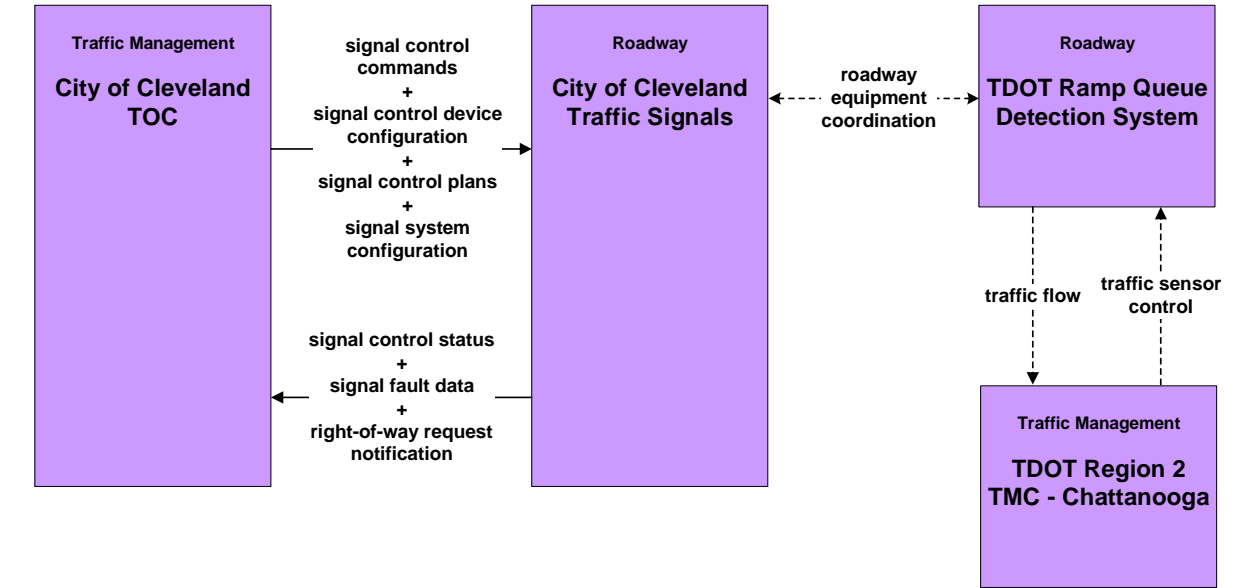 Traffic Management
City of Cleveland
TOC
signal control
commands
+
signal control device
configuration
+
signal control plans
+
signal system
configuration
signal control status
+
signal fault data
+
right-of-way request
notification
Roadway
City of Cleveland
Traffic Signals
roadway
equipment
coordination
Roadway
TDOT Ramp Queue
Detection System
traffic flow
traffic sensor
control
Traffic Management
TDOT Region 2
TMC - Chattanooga